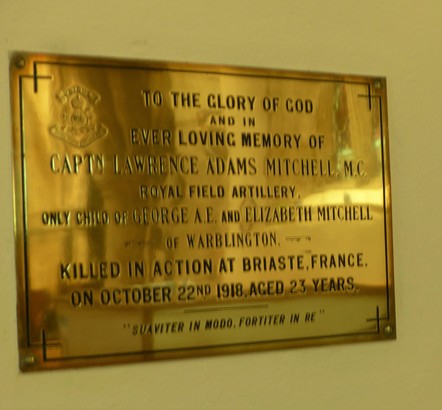 TO THE GLORY OF GOD
AND IN
EVER LOVING MEMORY OF
CAPTN LAWRENCE ADAMS MITCHELL, M.C.
ROYAL FIELD ARTILLERY,
ONLY CHILD OF GEORGE A.E. AND ELIZABETH MITCHELL
OF WARBLINGTON.
KILLED IN ACTION AT BRIASTE, FRANCE.
ON OCTOBER 22ND 1918, AGED 23 YEARS.
"SUAVITER IN MODO, FORTITER IN RE"